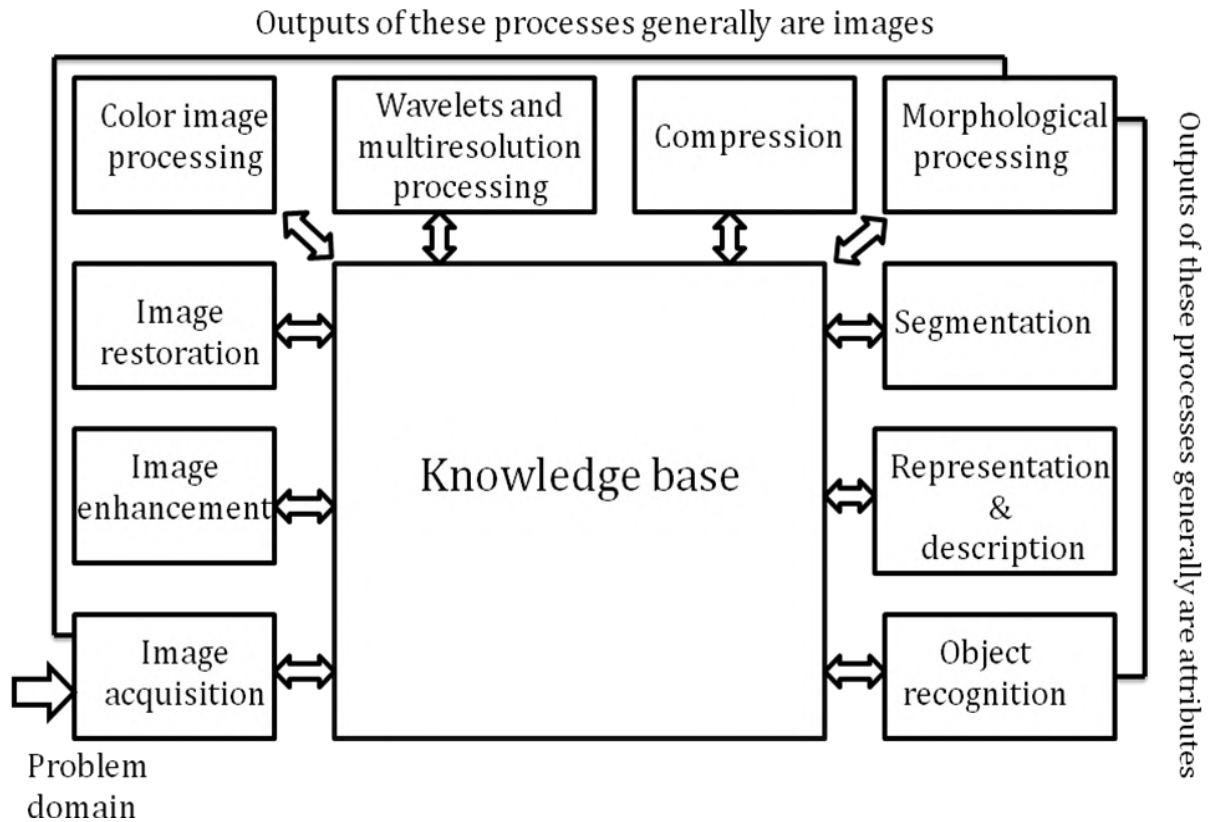 Outputs of these processes generally are images
Color image
processing
Wavelets and
multiresolution
processing
Compression
Morphological
processing
Image
restoration
Segmentation
Image
enhancement
Knowledge base
Representation
&
description
Image
acquisition
Object
recognition
Problem
domain
Outputs of these processes generally are attributes